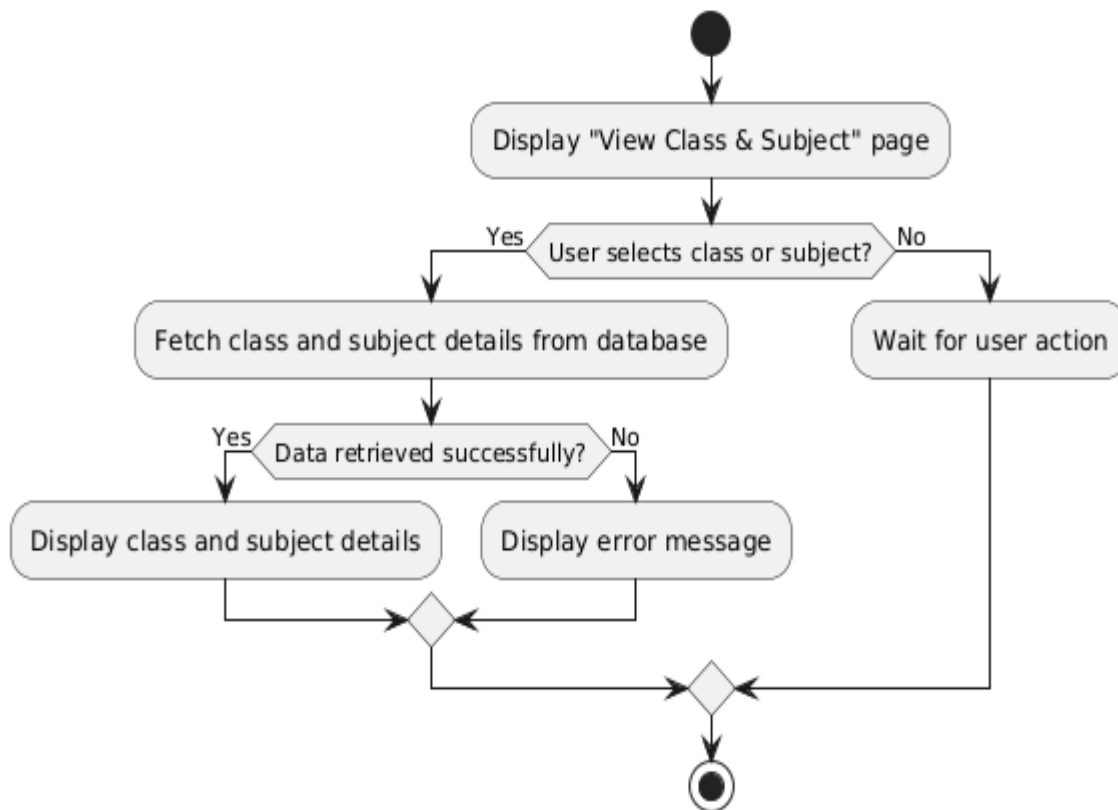 Display "View Class & Subject" page
Yes
User selects class or subject?
No
Fetch class and subject details from database
Wait for user action
Yes
Data retrieved successfully?
No
Display class and subject details
Display error message